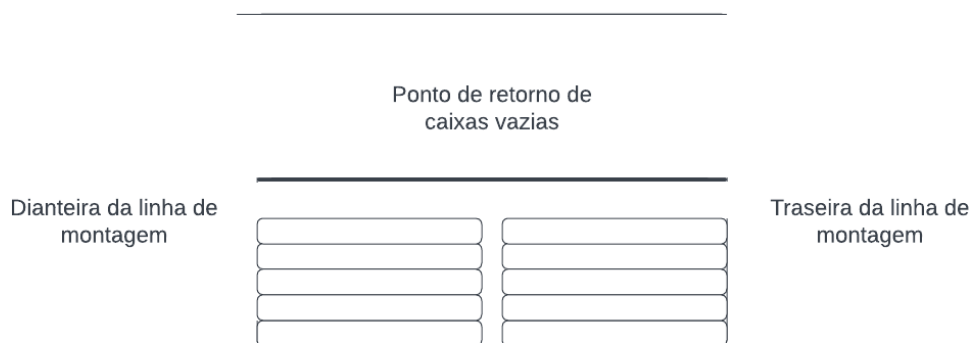 Ponto de retorno de
caixas vazias
Dianteira da linha de
montagem
Traseira da linha de
montagem